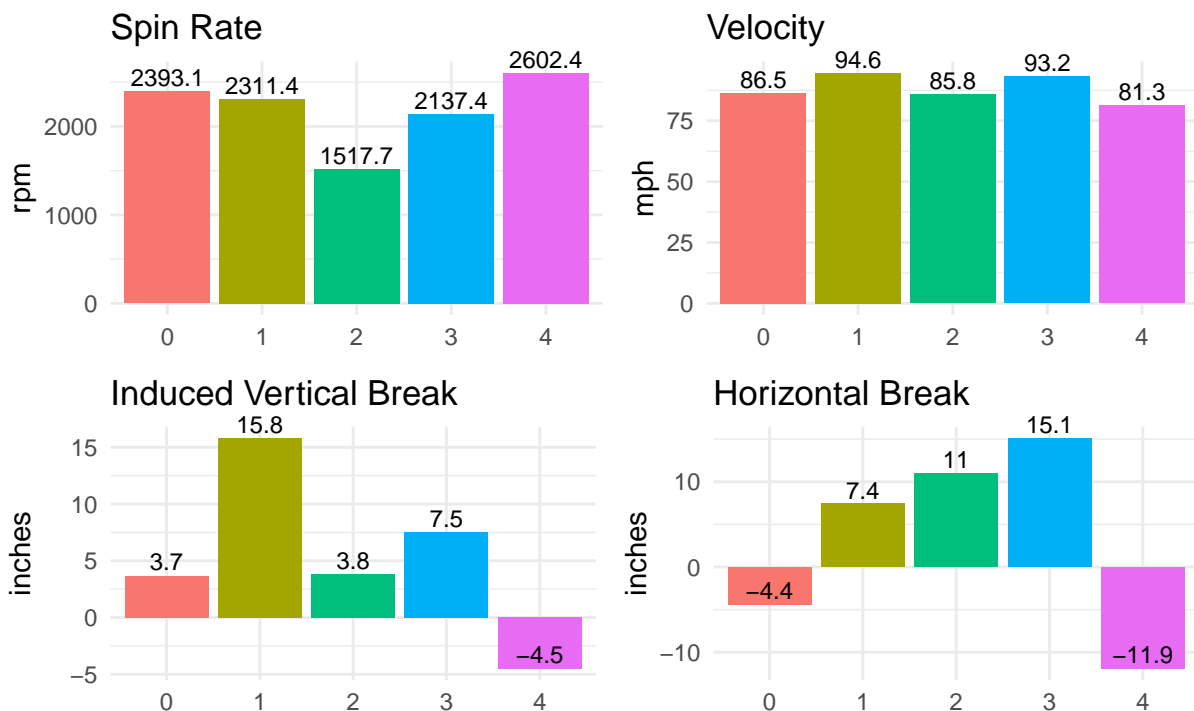 Spin Rate
2393.1 2311.4 1517.7 2137.4 2602.4
rpm
2000
1000
0
0 1 2 3 4
Velocity
86.5 94.6 85.8 93.2 81.3
mph
75
50
25
0
0 1 2 3 4
Induced Vertical Break
3.7 15.8 3.8 7.5 −4.5
inches
15
10
5
0
−5
0 1 2 3 4
Horizontal Break
−4.4 7.4 11 15.1 −11.9
inches
10
0
−10
0 1 2 3 4